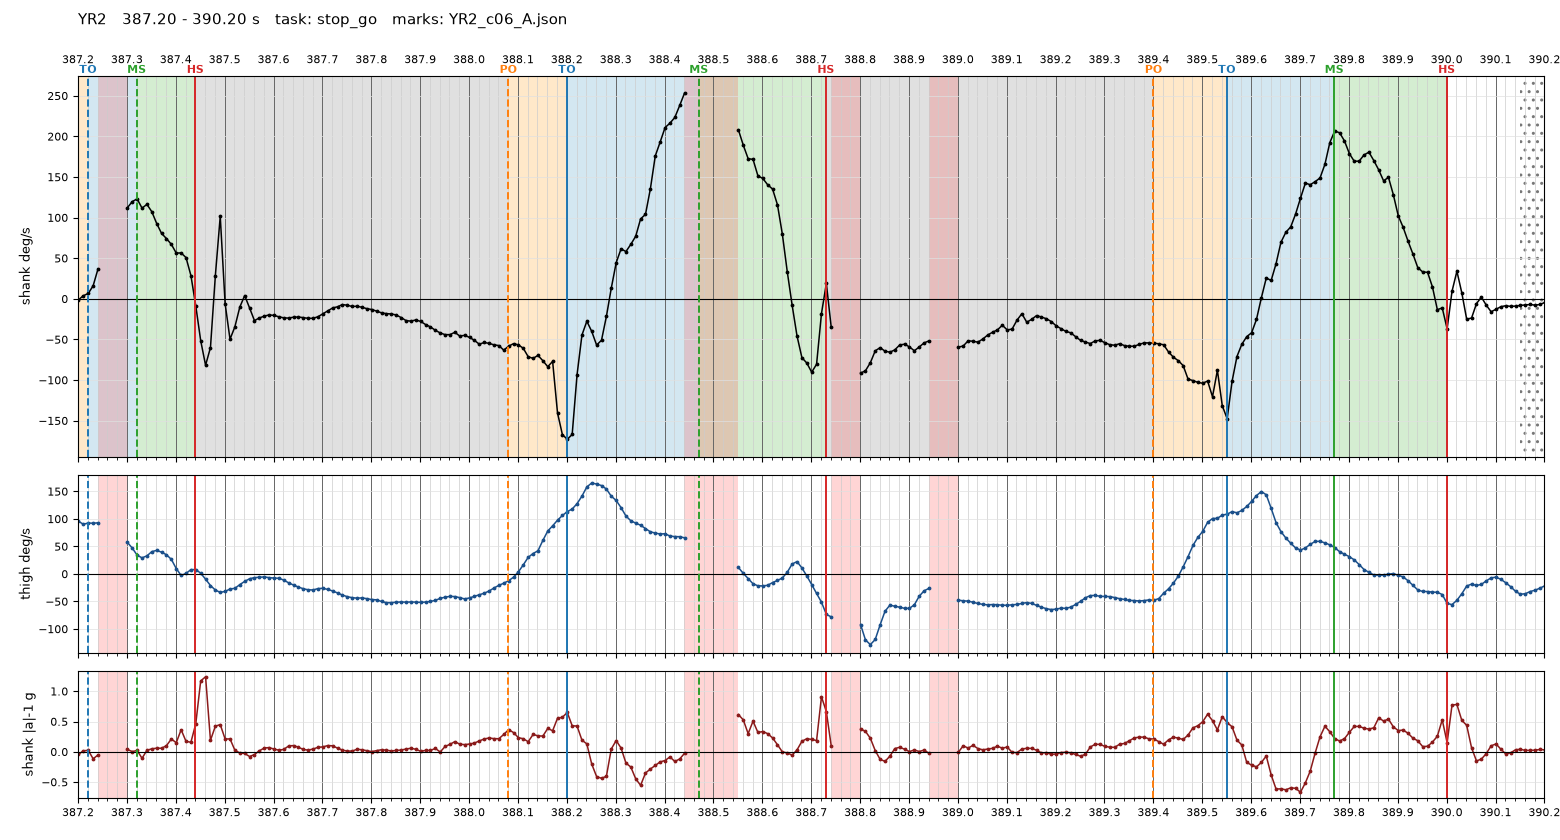 YR2   387.20 - 390.20 s   task: stop_go   marks: YR2_c06_A.json
387.2 387.3 387.4 387.5 387.6 387.7 387.8 387.9 388.0 388.1 388.2 388.3 388.4 388.5 388.6 388.7 388.8 388.9 389.0 389.1 389.2 389.3 389.4 389.5 389.6 389.7 389.8 389.9 390.0 390.1 390.2
TO MS HS PO TO MS HS PO TO MS HS
shank deg/s
250
200
150
100
50
0
−50
−100
−150
thigh deg/s
150
100
50
0
−50
−100
shank |a|-1 g
1.0
0.5
0.0
−0.5
387.2 387.3 387.4 387.5 387.6 387.7 387.8 387.9 388.0 388.1 388.2 388.3 388.4 388.5 388.6 388.7 388.8 388.9 389.0 389.1 389.2 389.3 389.4 389.5 389.6 389.7 389.8 389.9 390.0 390.1 390.2